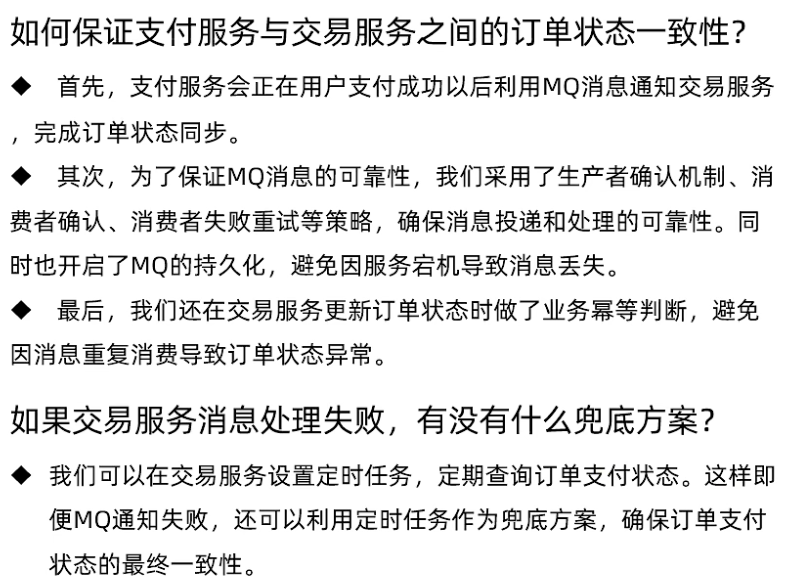 如何保证支付服务与交易服务之间的订单状态一致性？
◆ 首先，支付服务会正在用户支付成功以后利用MQ消息通知交易服务
，完成订单状态同步。
◆ 其次，为了保证MQ消息的可靠性，我们采用了生产者确认机制、消
费者确认、消费者失败重试等策略，确保消息投递和处理的可靠性。同
时也开启了MQ的持久化，避免因服务宕机导致消息丢失。
◆ 最后，我们还在交易服务更新订单状态时做了业务幂等判断，避免
因消息重复消费导致订单状态异常。
如果交易服务消息处理失败，有没有什么兜底方案？
◆ 我们可以在交易服务设置定时任务，定期查询订单支付状态。这样即
便MQ通知失败，还可以利用定时任务作为兜底方案，确保订单支付
状态的最终一致性。